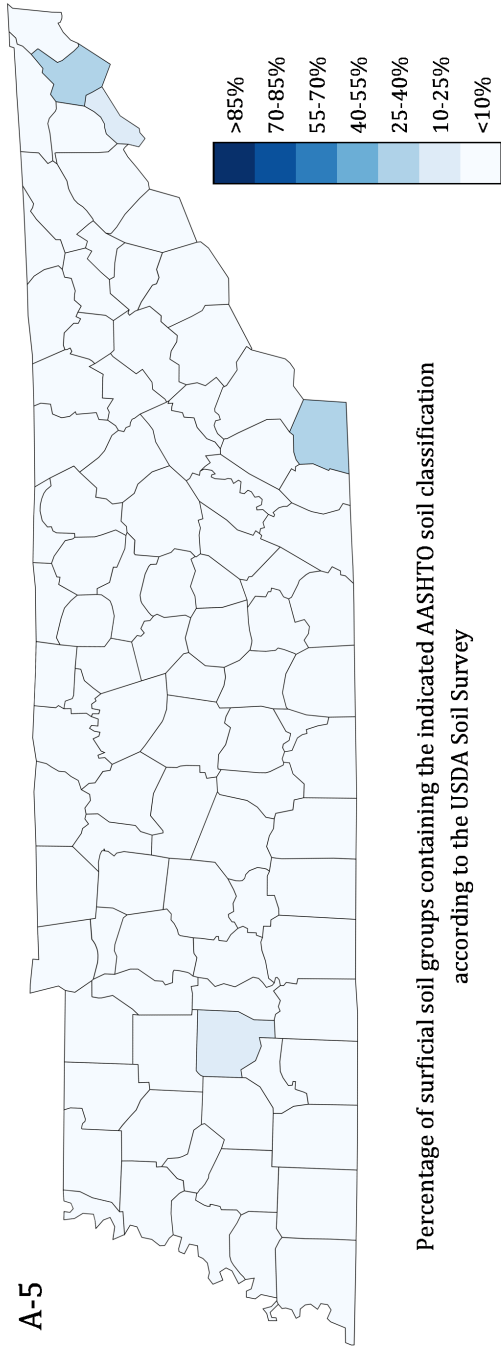 A-5
>85%
70-85%
55-70%
40-55%
25-40%
10-25%
<10%
Percentage of surficial soil groups containing the indicated AASHTO soil classification
according to the USDA Soil Survey